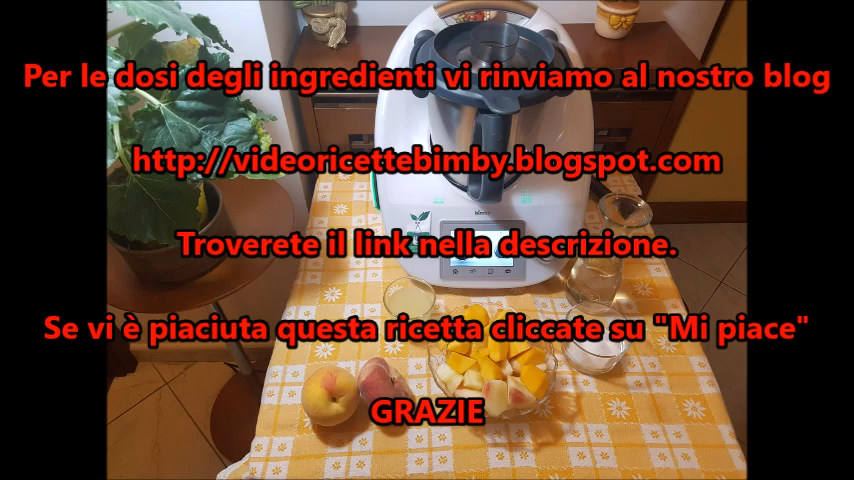 Per le dosi degli ingredienti vi rinviamo al nostro blog
http://videoricettebimby.blogspot.com
bimby
Troverete il link nella descrizione.
Se vi è piaciuta questa ricetta cliccate su "Mi piace"
GRAZIE